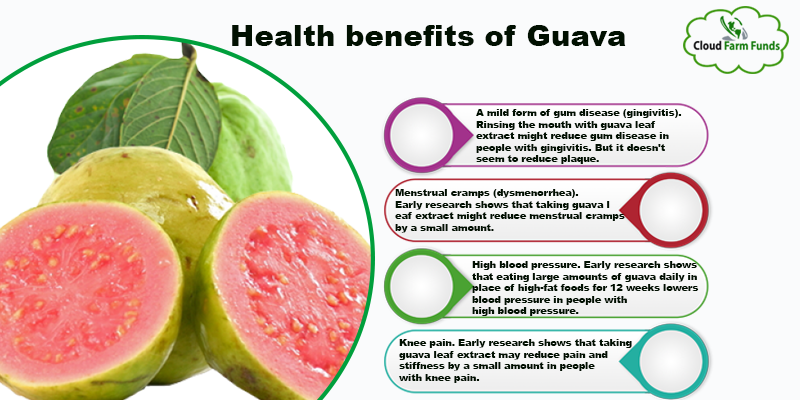 Health benefits of Guava
Cloud Farm Funds
A mild form of gum disease (gingivitis).
Rinsing the mouth with guava leaf
extract might reduce gum disease in
people with gingivitis. But it doesn't
seem to reduce plaque.
Menstrual cramps (dysmenorrhea).
Early research shows that taking guava l
eaf extract might reduce menstrual cramps
by a small amount.
High blood pressure. Early research shows
that eating large amounts of guava daily in
place of high-fat foods for 12 weeks lowers
blood pressure in people with
high blood pressure.
Knee pain. Early research shows that taking
guava leaf extract may reduce pain and
stiffness by a small amount in people
with knee pain.